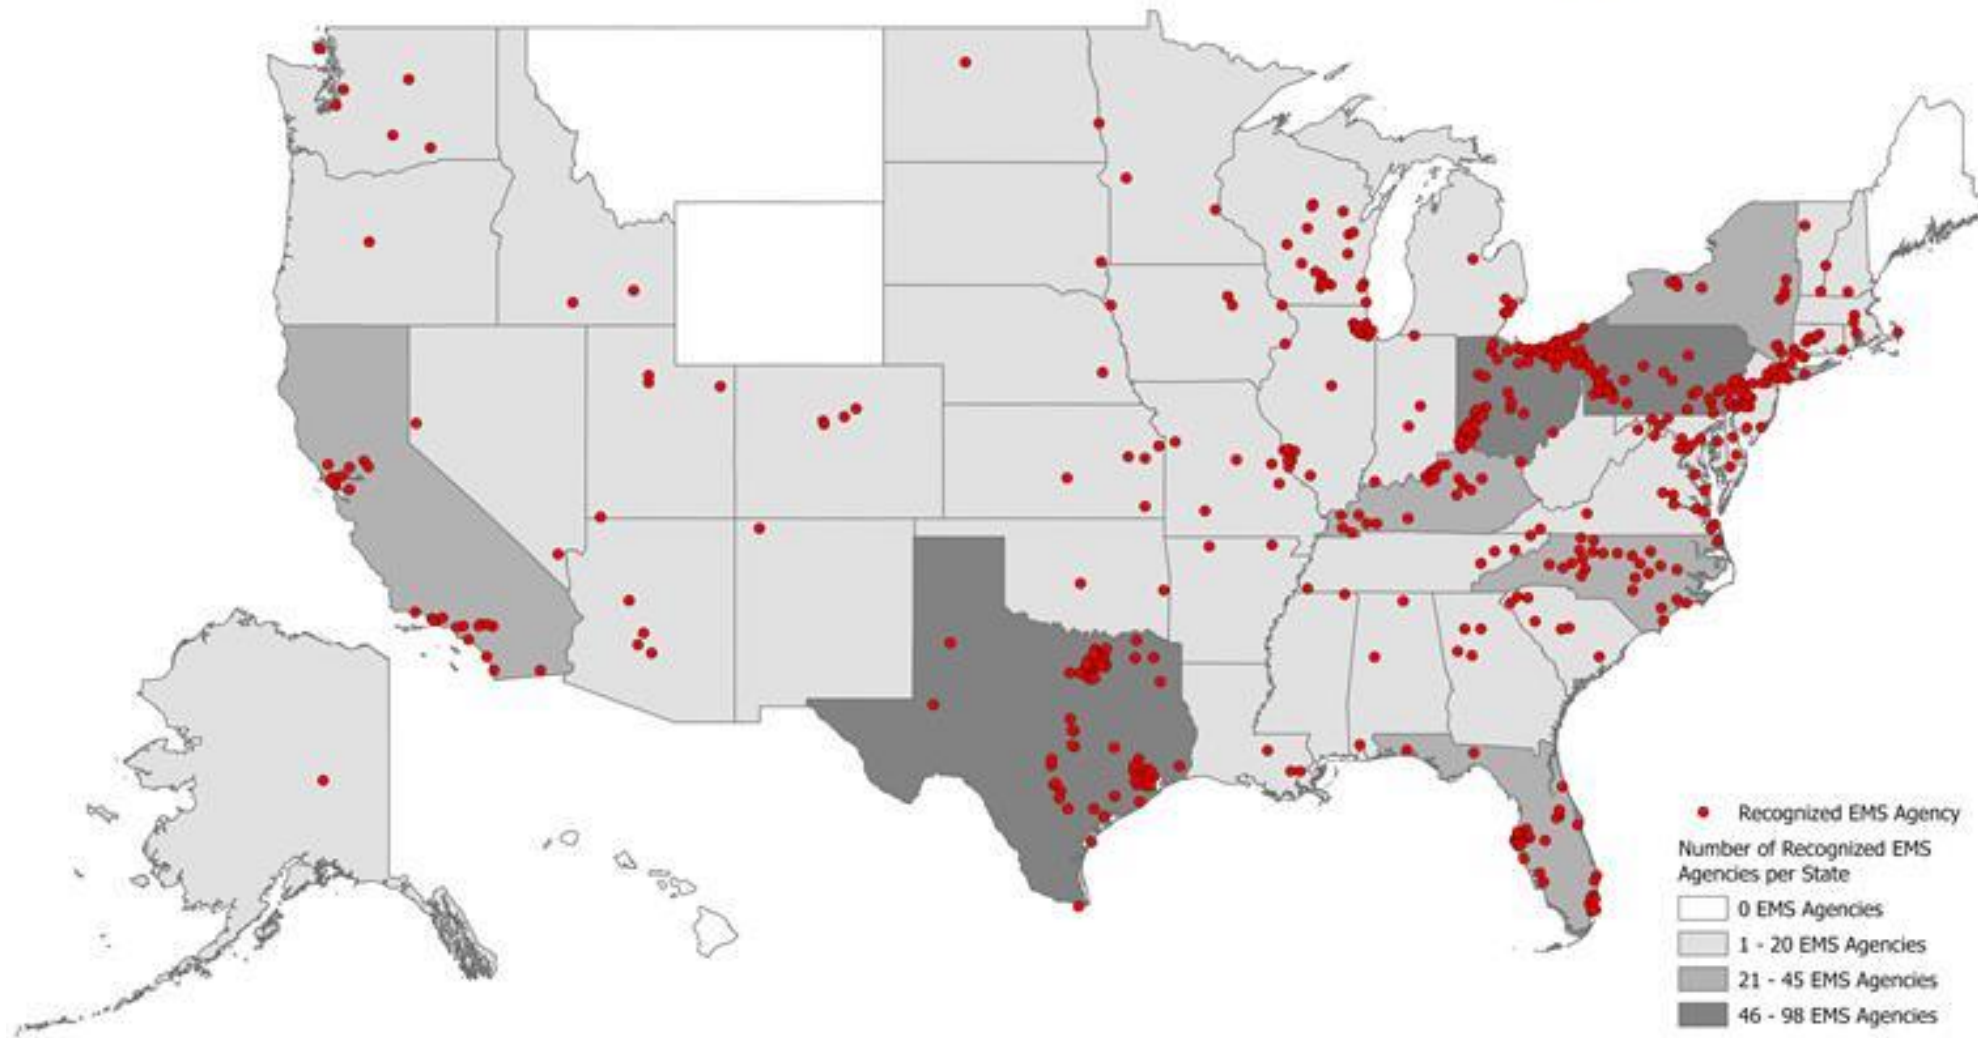 Recognized EMS Agency
Number of Recognized EMS
Agencies per State
0 EMS Agencies
1 - 20 EMS Agencies
21 - 45 EMS Agencies
46 - 98 EMS Agencies